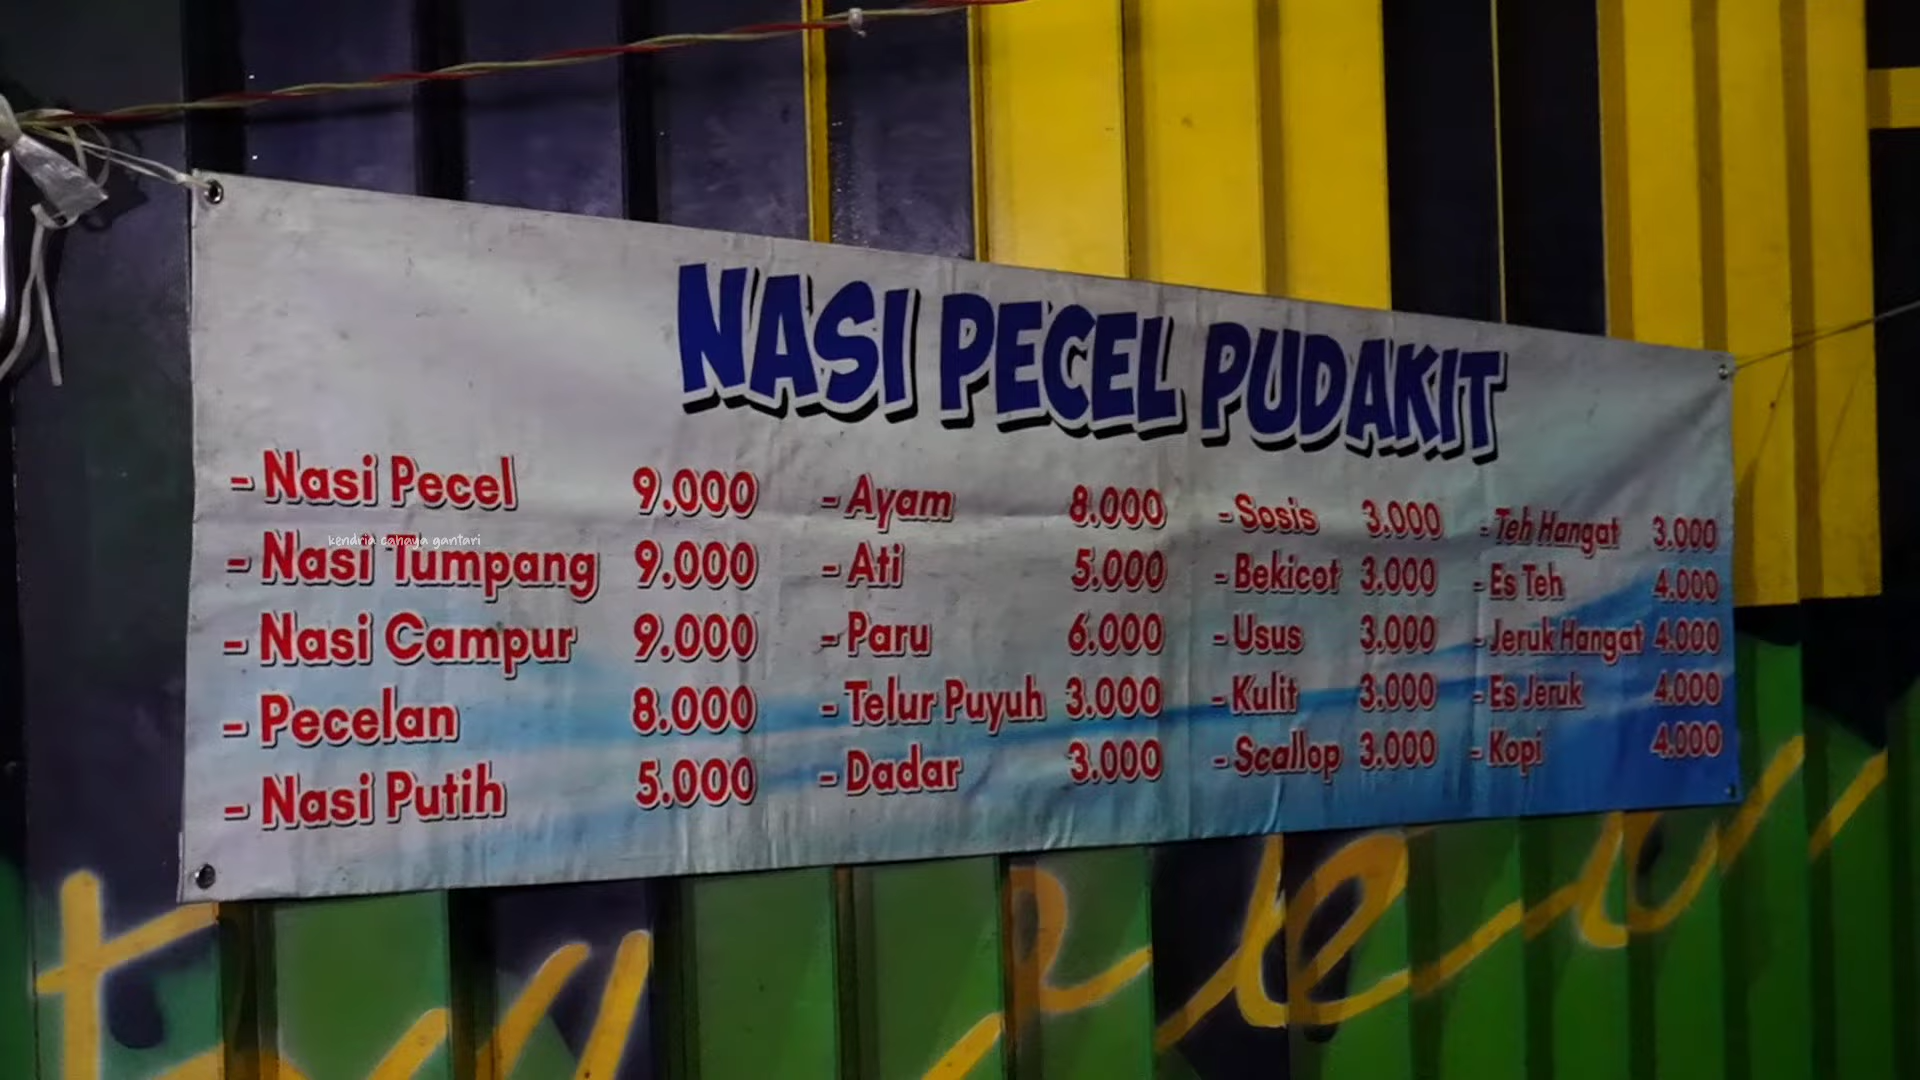 NASI PECEL PUDAKIT
- Nasi Pecel 9.000
- Nasi Tumpang 9.000
- Nasi Campur 9.000
- Pecelan 8.000
- Nasi Putih 5.000
- Ayam 8.000
- Ati 5.000
- Paru 6.000
- Telur Puyuh 3.000
- Dadar 3.000
- Sosis 3.000
- Bekicot 3.000
- Usus 3.000
- Kulit 3.000
- Scallop 3.000
- Teh Hangat 3.000
- Es Teh 4.000
- Jeruk Hangat 4.000
- Es Jeruk 4.000
- Kopi 4.000
kendria cahaya gantari